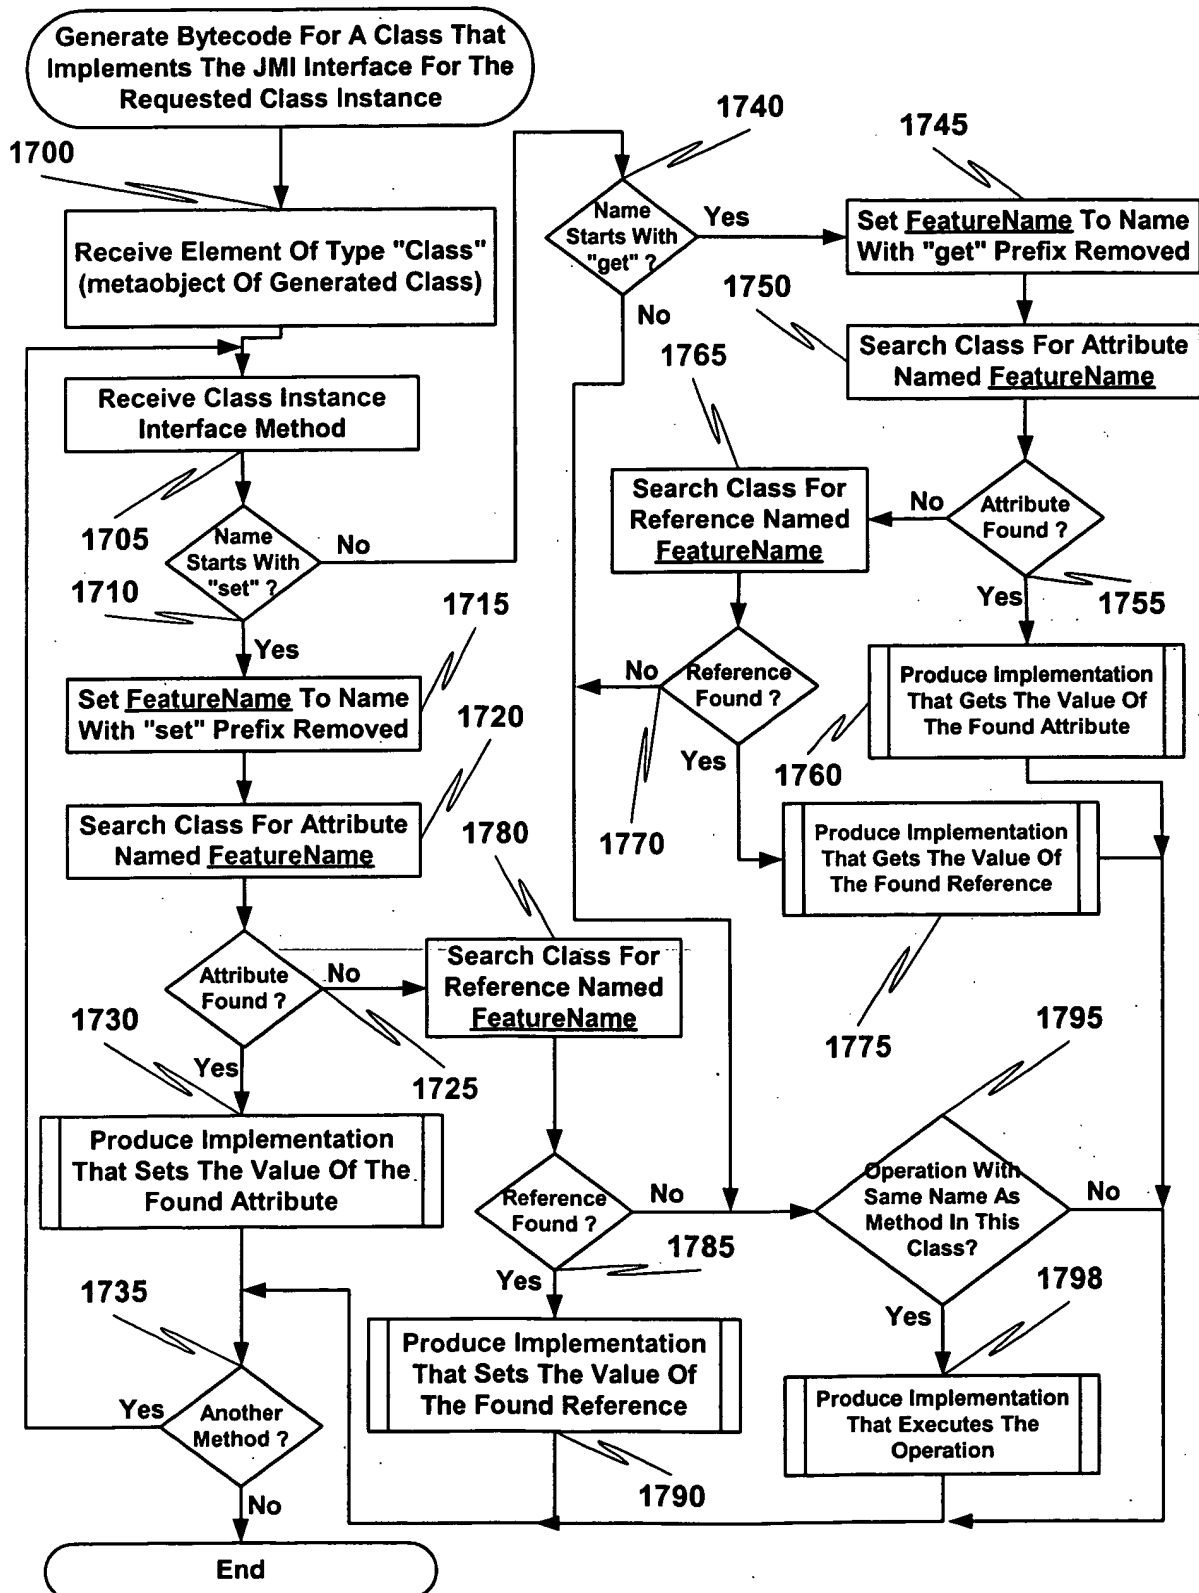 Generate Bytecode For A Class That
Implements The JMI Interface For The
Requested Class Instance
1700
Receive Element Of Type "Class"
(metaobject Of Generated Class)
Receive Class Instance
Interface Method
1705
Name
Starts With
"set" ?
No
1710
Yes
1715
Set FeatureName To Name
With "set" Prefix Removed
1720
Search Class For Attribute
Named FeatureName
Attribute
Found ?
No
1725
1730
Yes
Produce Implementation
That Sets The Value Of The
Found Attribute
1735
Another
Method ?
Yes
No
End
1740
Name
Starts With
"get" ?
Yes
No
1745
Set FeatureName To Name
With "get" Prefix Removed
1750
Search Class For Attribute
Named FeatureName
Attribute
Found ?
No
Yes
1755
1760
Produce Implementation
That Gets The Value Of
The Found Attribute
1765
Search Class For
Reference Named
FeatureName
Reference
Found ?
No
1770
Yes
Produce Implementation
That Gets The Value Of
The Found Reference
1775
1780
Search Class For
Reference Named
FeatureName
Reference
Found ?
No
1785
Yes
Produce Implementation
That Sets The Value Of
The Found Reference
1790
1795
Operation With
Same Name As
Method In This
Class?
No
Yes
1798
Produce Implementation
That Executes The
Operation